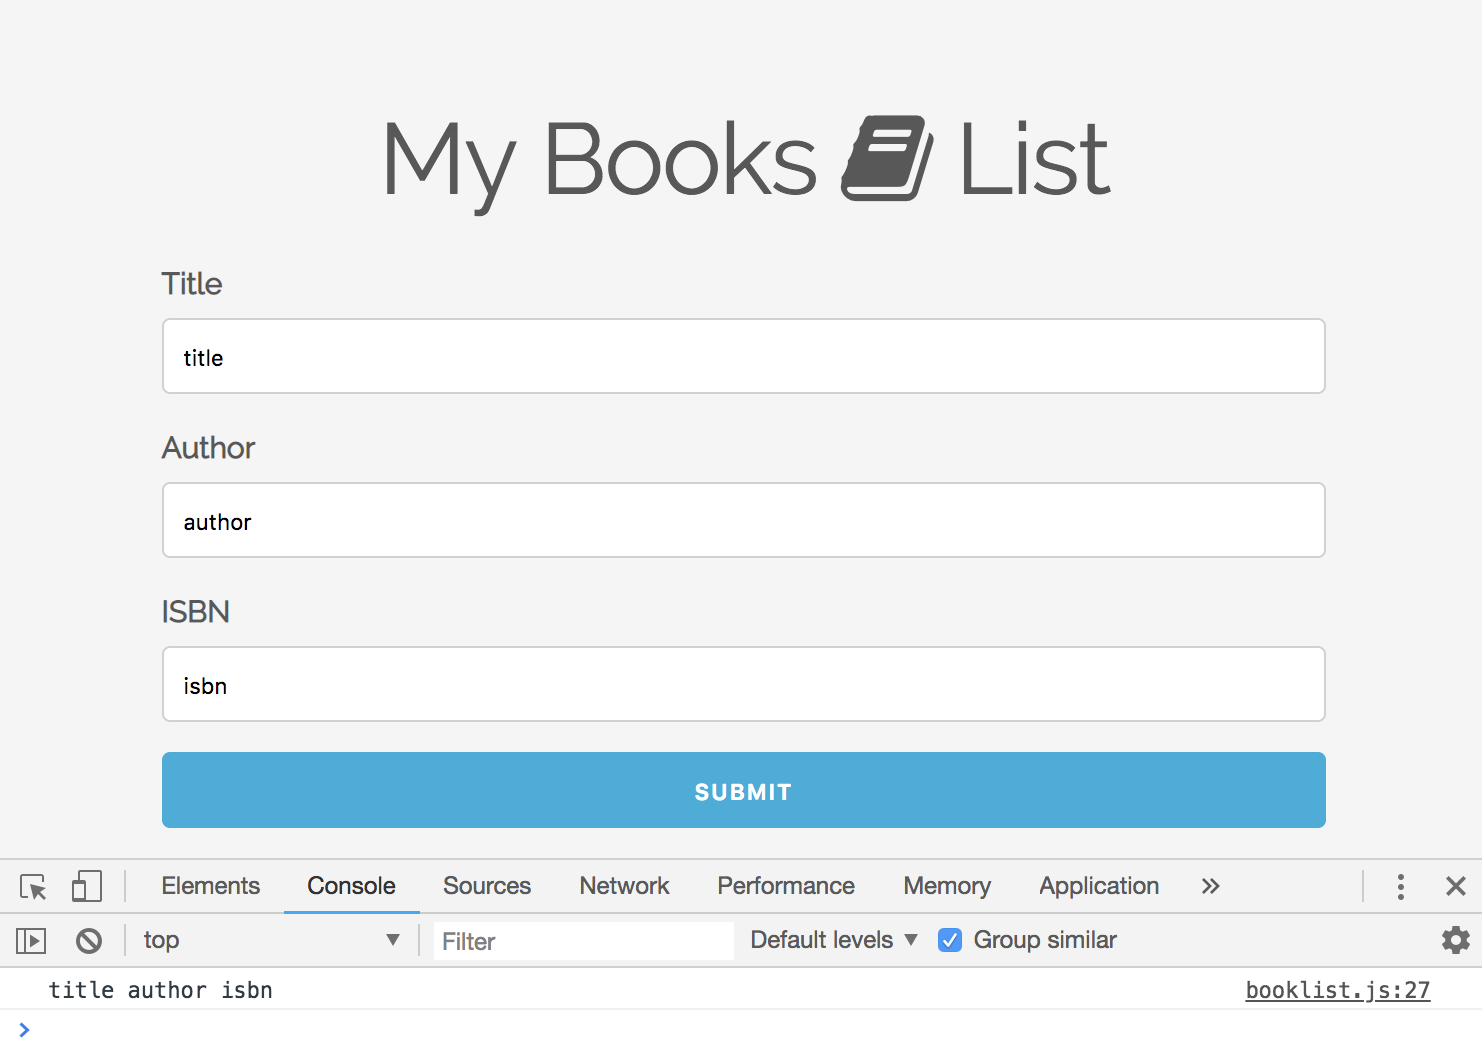 My Books List
Title
title
Author
author
ISBN
isbn
SUBMIT
Elements Console Sources Network Performance Memory Application
top Filter Default levels Group similar
title author isbn booklist.js:27